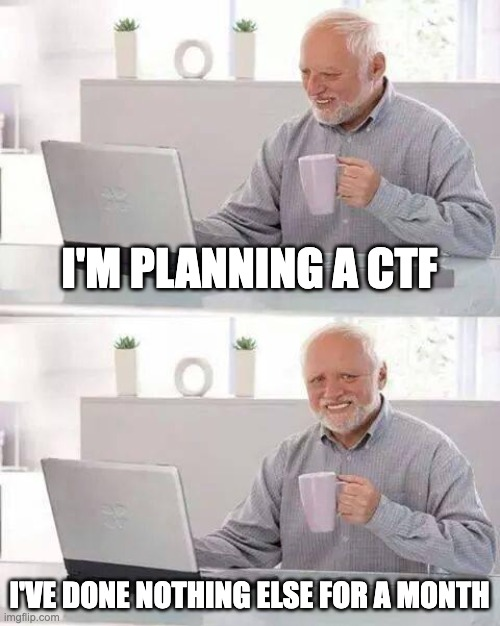 I'M PLANNING A CTF
I'VE DONE NOTHING ELSE FOR A MONTH
imgflip.com